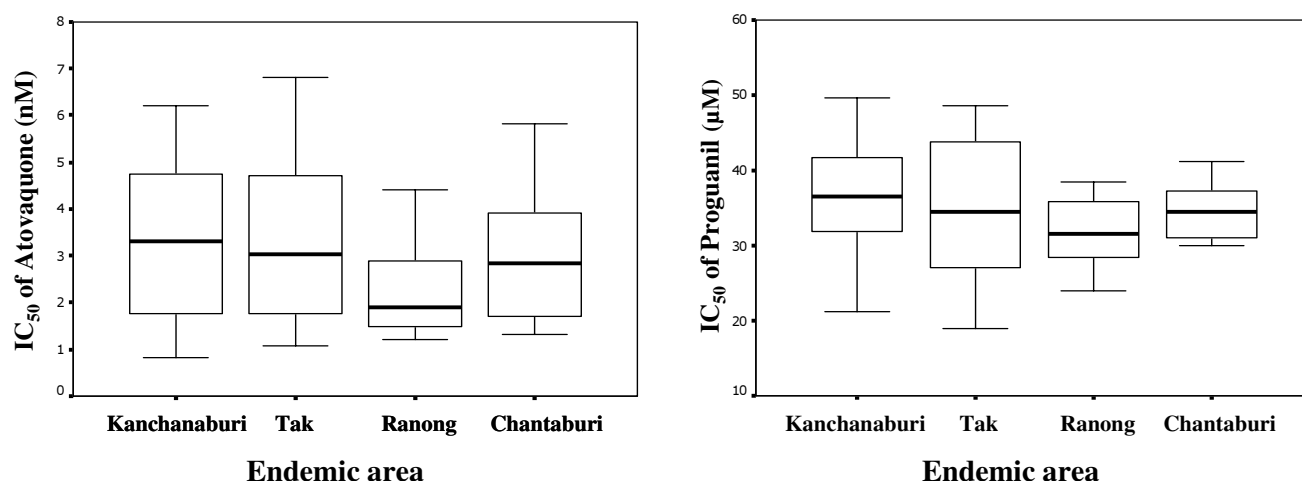 IC50 of Atovaquone (nM)
8
7
6
5
4
3
2
1
0
Kanchanaburi Tak Ranong Chantaburi
Endemic area
IC50 of Proguanil (µM)
60
50
40
30
20
10
Kanchanaburi Tak Ranong Chantaburi
Endemic area